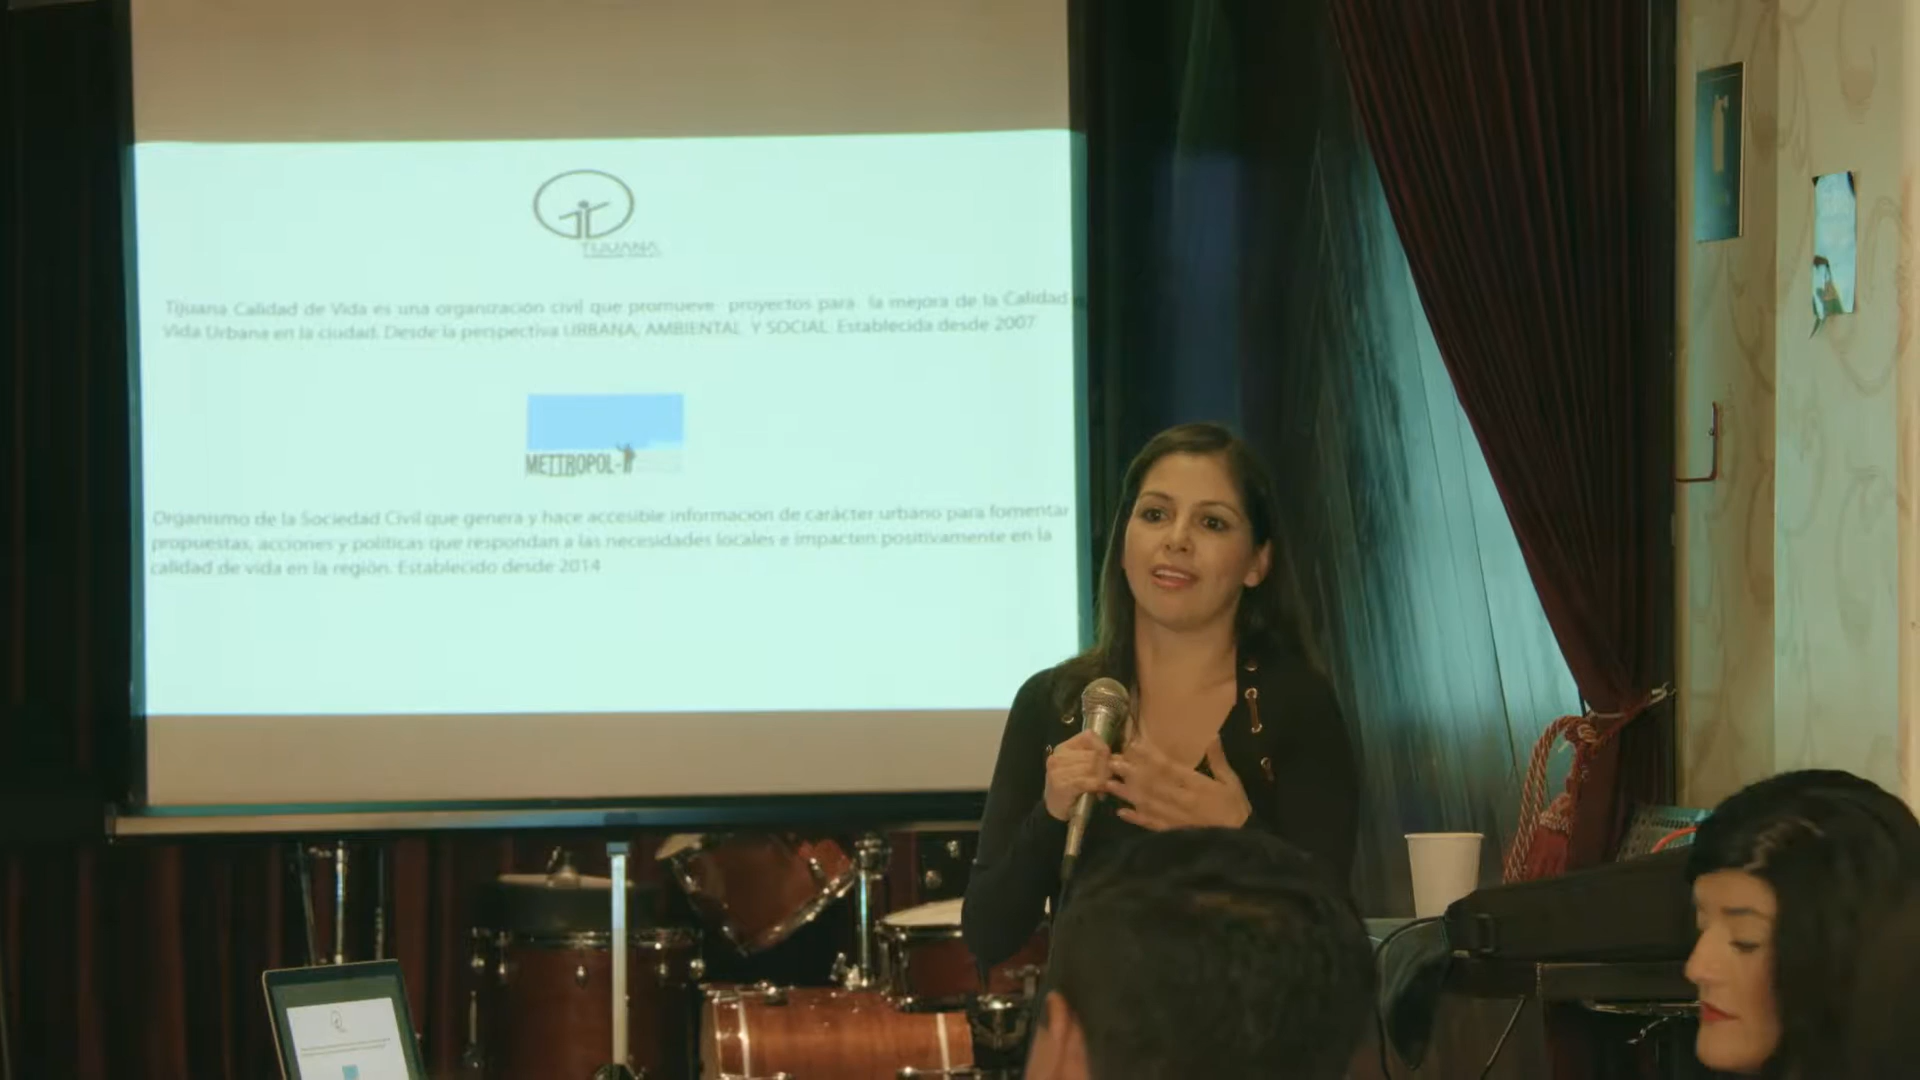 TIJUANA
Tijuana Calidad de Vida es una organización civil que promueve proyectos para la mejora de la Calidad
Vida Urbana en la ciudad. Desde la perspectiva URBANA, AMBIENTAL Y SOCIAL. Establecida desde 2007
METTROPOL-i
Organismo de la Sociedad Civil que genera y hace accesible información de carácter urbano para fomentar
propuestas, acciones y políticas que respondan a las necesidades locales e impacten positivamente en la
calidad de vida en la región. Establecido desde 2014